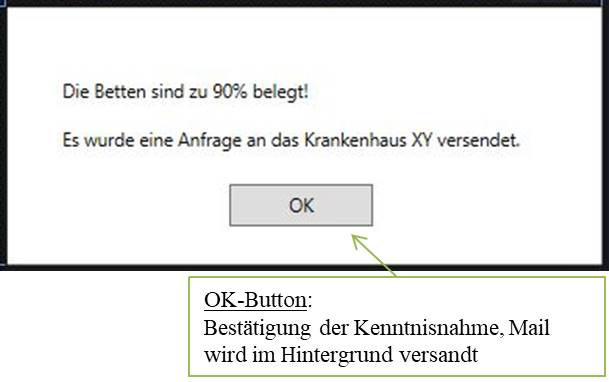 Die Betten sind zu 90% belegt!
Es wurde eine Anfrage an das Krankenhaus XY versendet.
OK
OK-Button:
Bestätigung der Kenntnisnahme, Mail
wird im Hintergrund versandt